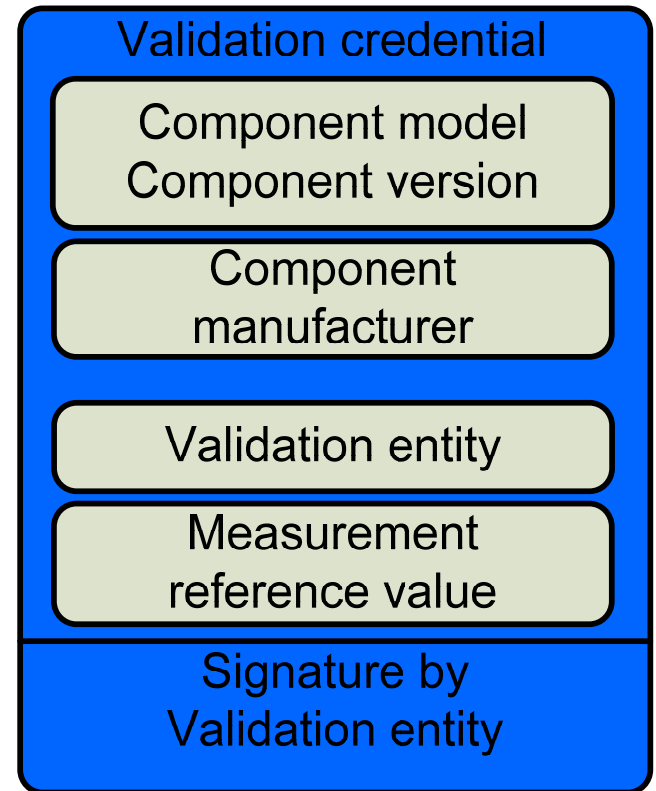 Validation credential
Component model
Component version
Component
manufacturer
Validation entity
Measurement
reference value
Signature by
Validation entity